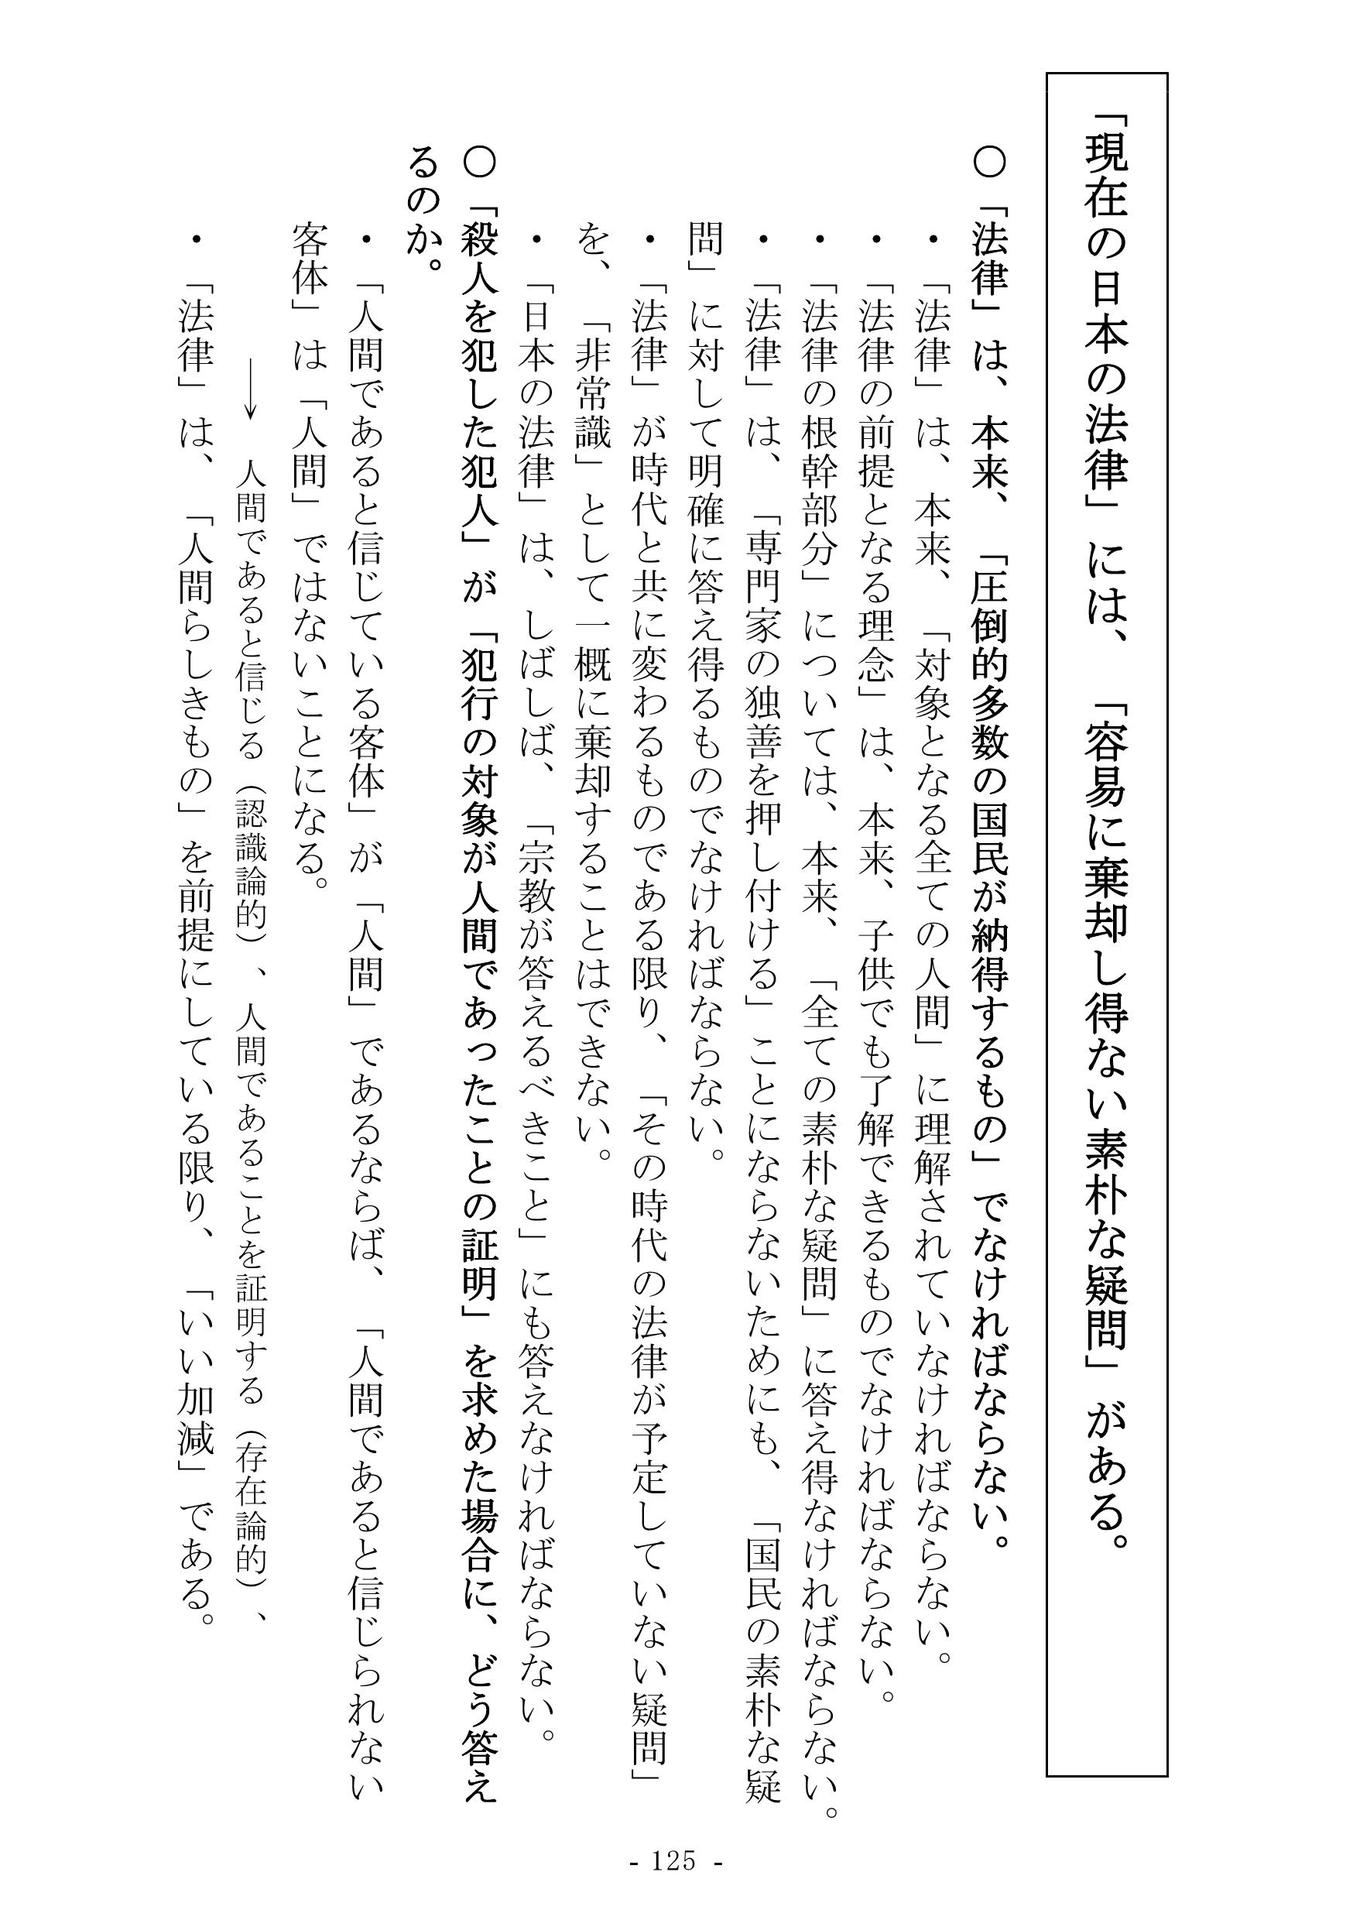 「現在の日本の法律」には、「容易に棄却し得ない素朴な疑問」がある。
○「法律」は、本来、「圧倒的多数の国民が納得するもの」でなければならない。
・「法律」は、本来、「対象となる全ての人間」に理解されていなければならない。
・「法律の前提となる理念」は、本来、子供でも了解できるものでなければならない。
・「法律の根幹部分」については、本来、「全ての素朴な疑問」に答え得なければならない。
・「法律」は、「専門家の独善を押し付ける」ことにならないためにも、「国民の素朴な疑
問」に対して明確に答え得るものでなければならない。
・「法律」が時代と共に変わるものである限り、「その時代の法律が予定していない疑問」
を、「非常識」として一概に棄却することはできない。
・「日本の法律」は、しばしば、「宗教が答えるべきこと」にも答えなければならない。
○「殺人を犯した犯人」が「犯行の対象が人間であったことの証明」を求めた場合に、どう答え
るのか。
・「人間であると信じている客体」が「人間」であるならば、「人間であると信じられない
客体」は「人間」ではないことになる。
→ 人間であると信じる（認識論的）、人間であることを証明する（存在論的）、
・「法律」は、「人間らしきもの」を前提にしている限り、「いい加減」である。
- 125 -